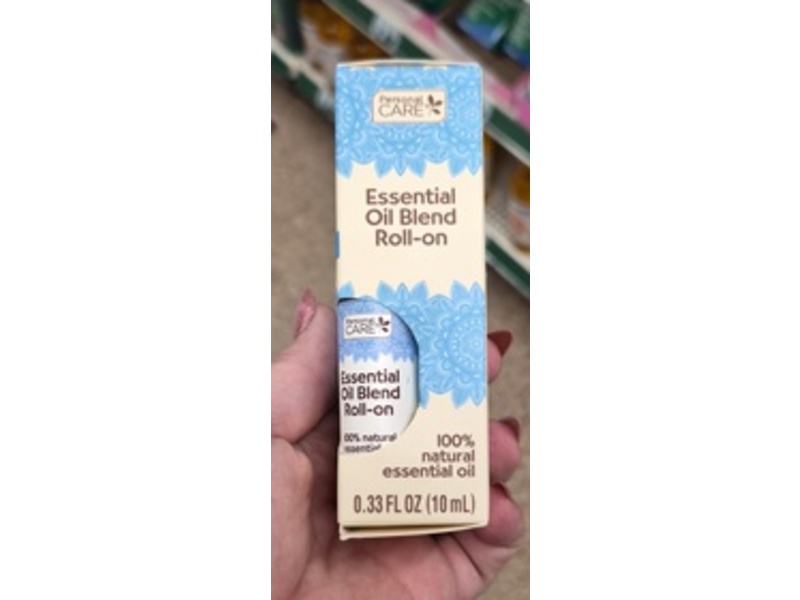 Personal
CARE
Essential
Oil Blend
Roll-on
Personal
CARE
Essential
Oil Blend
Roll-on
100% natural
essential
100%
natural
essential oil
0.33 FL OZ (10 mL)